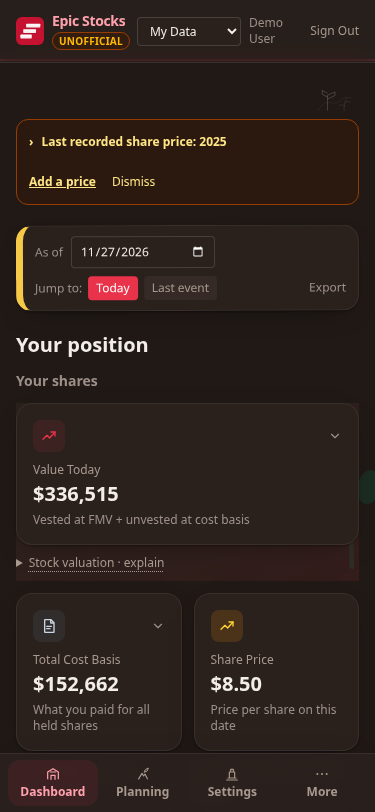 Epic Stocks
UNOFFICIAL
My Data
Demo
User
Sign Out
› Last recorded share price: 2025
Add a price
Dismiss
As of
11/27/2026
Jump to:
Today
Last event
Export
Your position
Your shares
Value Today
$336,515
Vested at FMV + unvested at cost basis
Stock valuation · explain
Total Cost Basis
$152,662
What you paid for all
held shares
Share Price
$8.50
Price per share on this
date
Dashboard
Planning
Settings
More